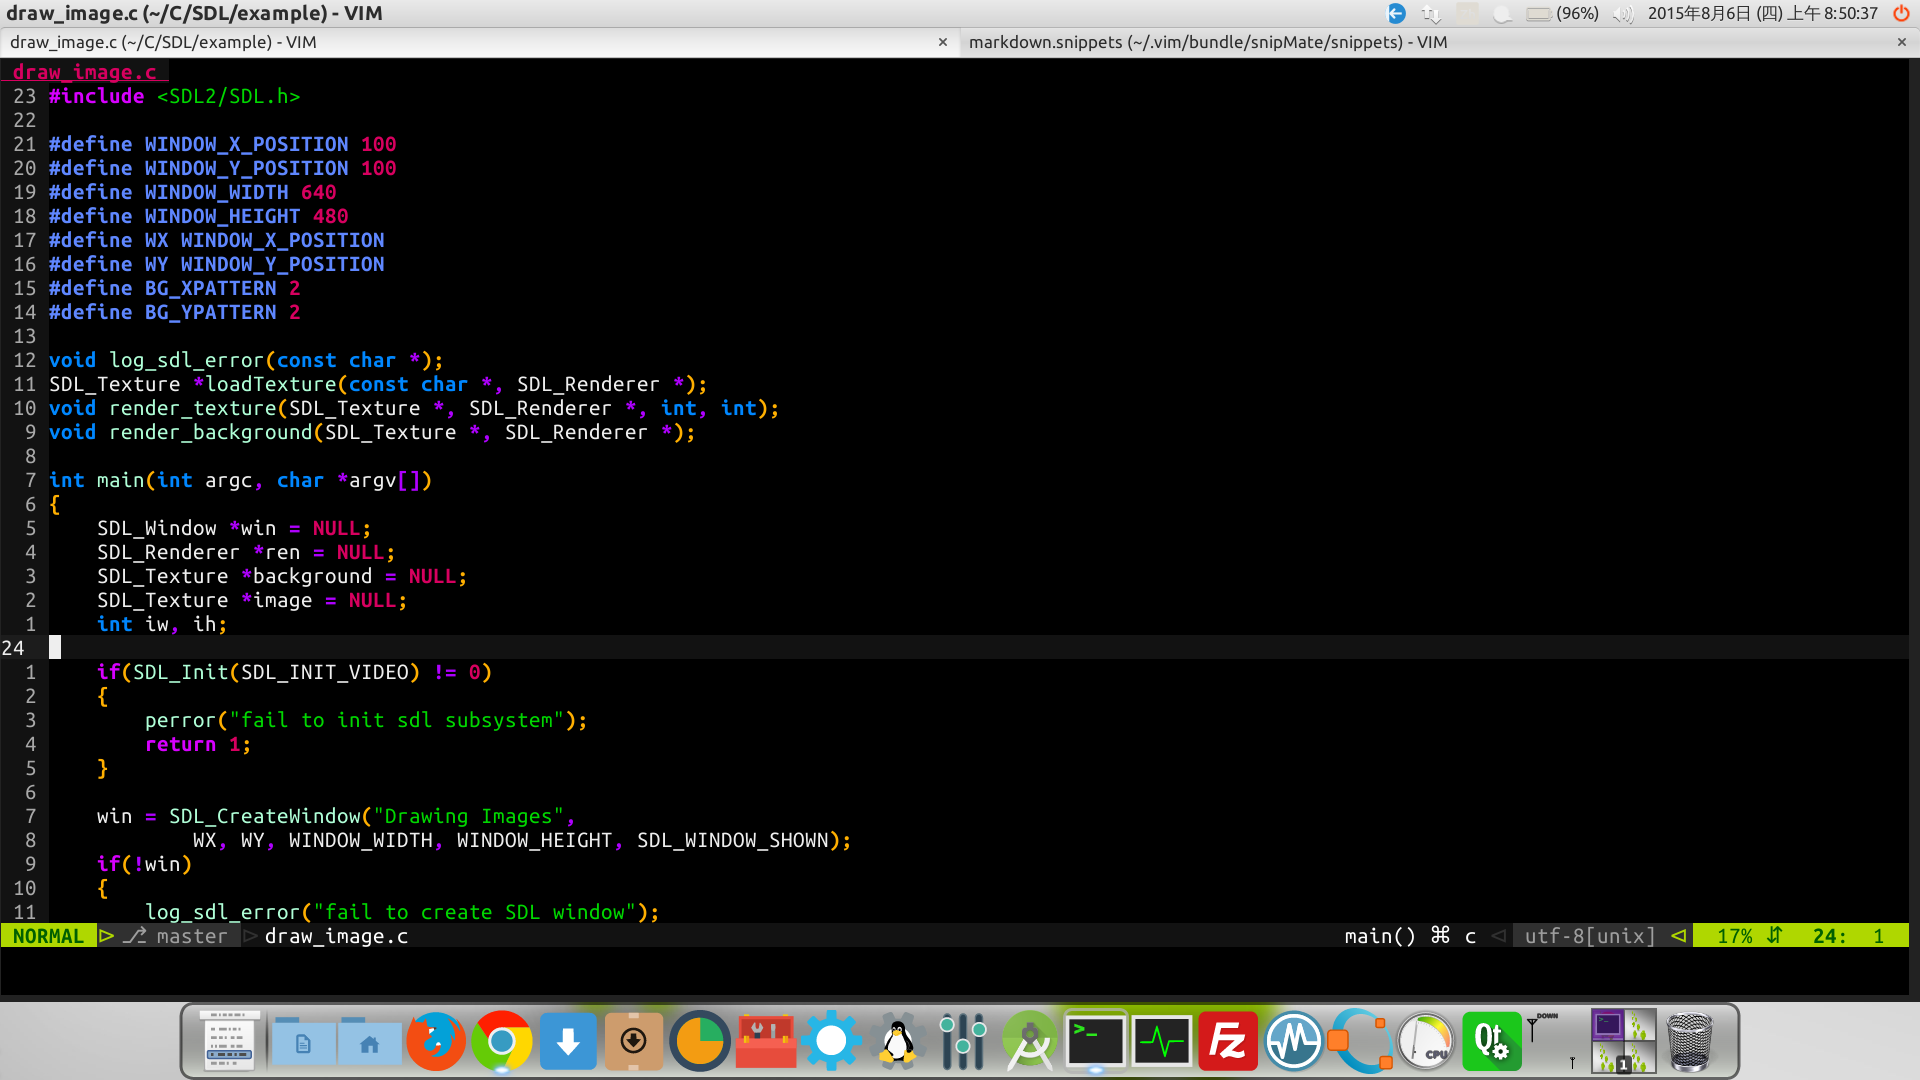 draw_image.c (~/C/SDL/example) - VIM
(96%) 2015年8月6日 (四) 上午 8:50:37
draw_image.c (~/C/SDL/example) - VIM × markdown.snippets (~/.vim/bundle/snipMate/snippets) - VIM ×
draw_image.c
23 #include <SDL2/SDL.h>
22
21 #define WINDOW_X_POSITION 100
20 #define WINDOW_Y_POSITION 100
19 #define WINDOW_WIDTH 640
18 #define WINDOW_HEIGHT 480
17 #define WX WINDOW_X_POSITION
16 #define WY WINDOW_Y_POSITION
15 #define BG_XPATTERN 2
14 #define BG_YPATTERN 2
13
12 void log_sdl_error(const char *);
11 SDL_Texture *loadTexture(const char *, SDL_Renderer *);
10 void render_texture(SDL_Texture *, SDL_Renderer *, int, int);
9 void render_background(SDL_Texture *, SDL_Renderer *);
8
7 int main(int argc, char *argv[])
6 {
5     SDL_Window *win = NULL;
4     SDL_Renderer *ren = NULL;
3     SDL_Texture *background = NULL;
2     SDL_Texture *image = NULL;
1     int iw, ih;
24
1     if(SDL_Init(SDL_INIT_VIDEO) != 0)
2     {
3         perror("fail to init sdl subsystem");
4         return 1;
5     }
6
7     win = SDL_CreateWindow("Drawing Images",
8             WX, WY, WINDOW_WIDTH, WINDOW_HEIGHT, SDL_WINDOW_SHOWN);
9     if(!win)
10     {
11         log_sdl_error("fail to create SDL window");
NORMAL master draw_image.c main() ⌘ c utf-8[unix] 17% 24: 1
>_ FZ CPU Qt DOWN 1